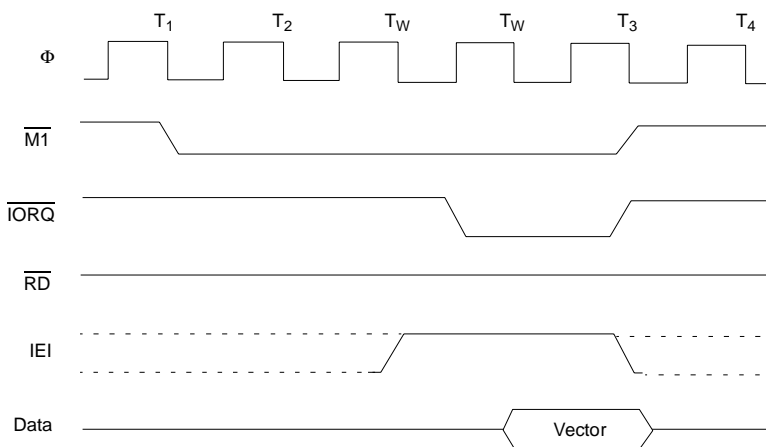 T1 T2 TW TW T3 T4
Φ
M1
IORQ
RD
IEI
Data Vector